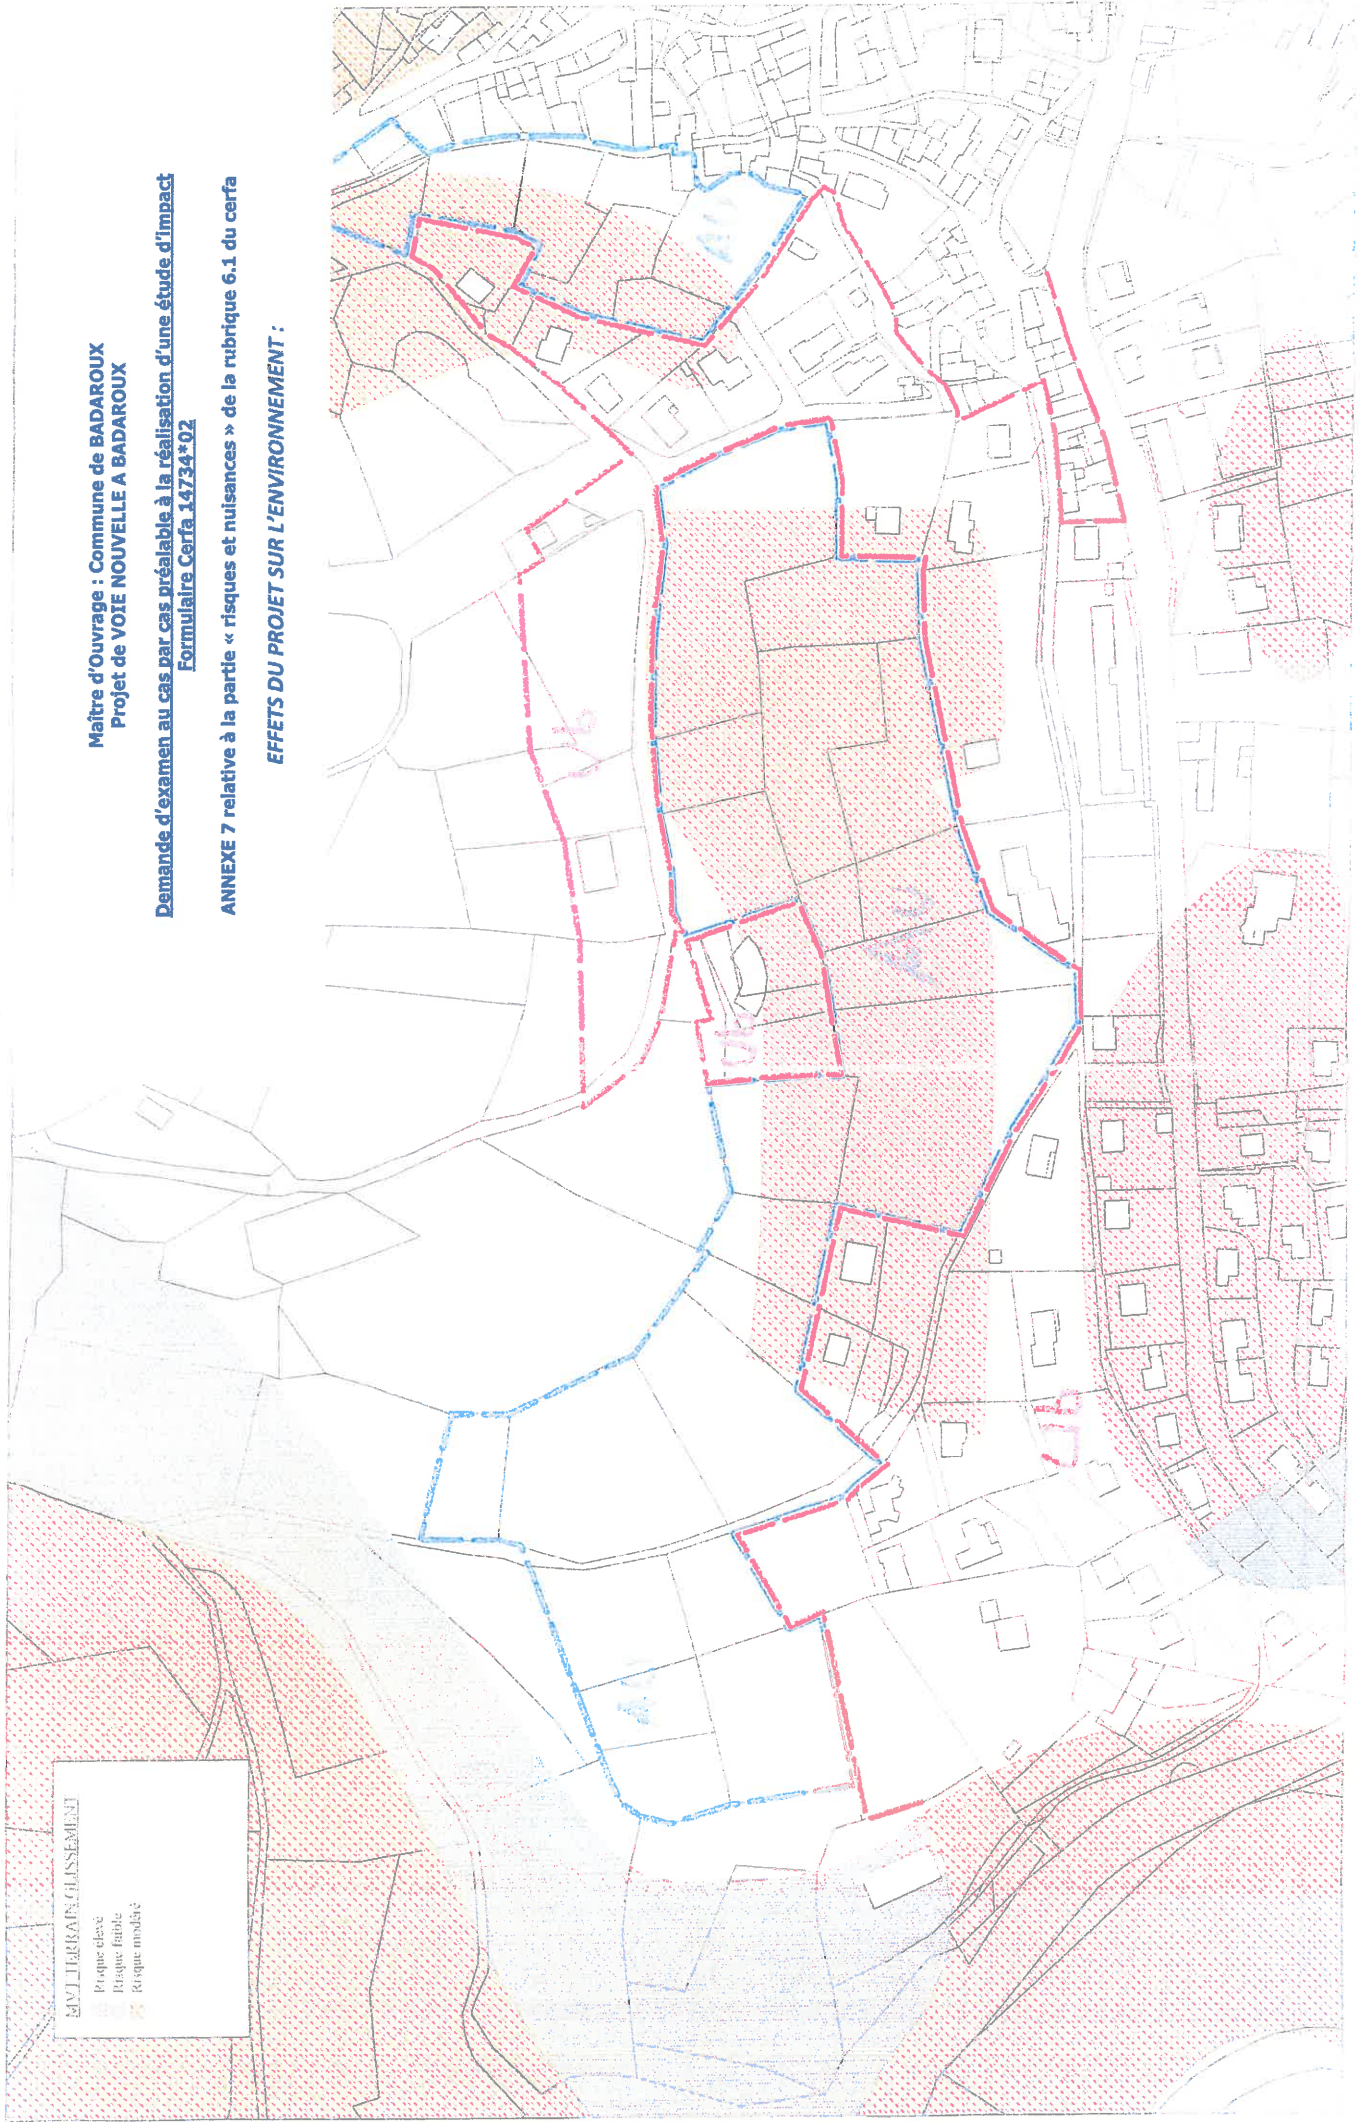 Maître d'Ouvrage : Commune de BADAROUX
Projet de VOIE NOUVELLE A BADAROUX
Demande d'examen au cas par cas préalable à la réalisation d'une étude d'impact
Formulaire Cerfa 14734*02
ANNEXE 7 relative à la partie « risques et nuisances » de la rubrique 6.1 du cerfa
EFFETS DU PROJET SUR L'ENVIRONNEMENT :
MVT TERRAIN GLISSEMENT
Risque élevé
Risque faible
Risque modéré
Ub
Ub